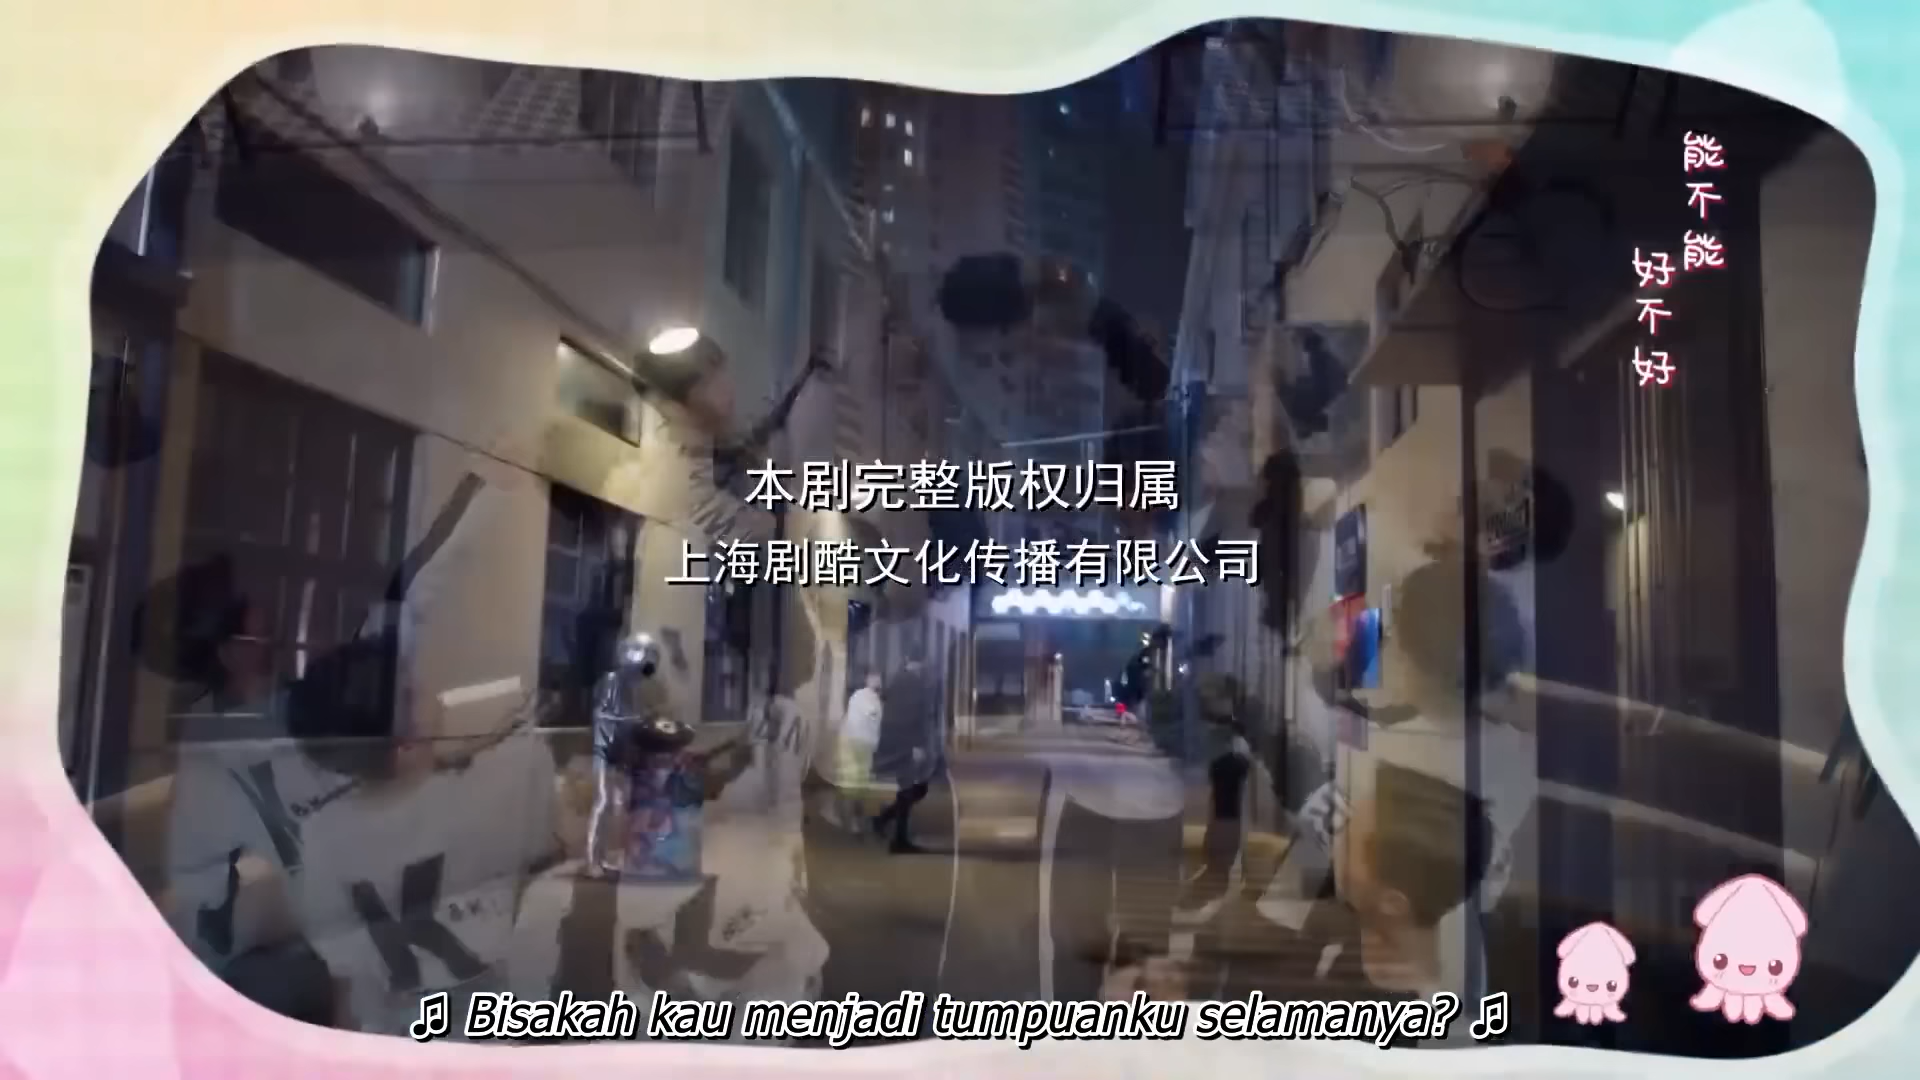 能不能
好不好
本剧完整版权归属
上海剧酷文化传播有限公司
♫ Bisakah kau menjadi tumpuanku selamanya? ♫